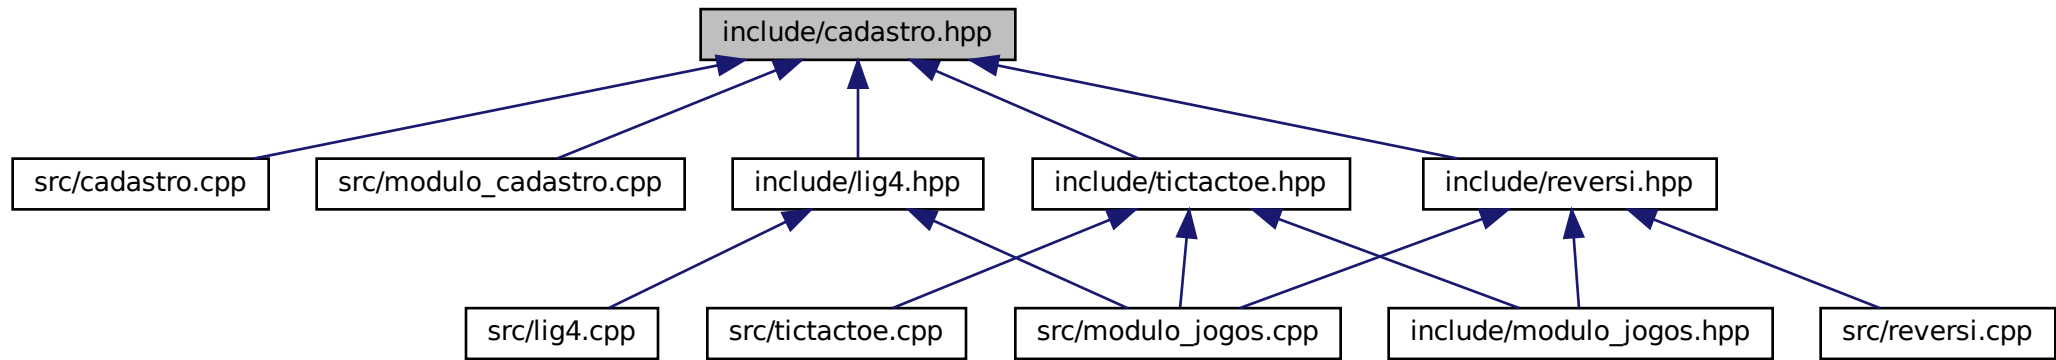 include/cadastro.hpp
src/cadastro.cpp
src/modulo_cadastro.cpp
include/lig4.hpp
include/tictactoe.hpp
include/reversi.hpp
src/lig4.cpp
src/tictactoe.cpp
src/modulo_jogos.cpp
include/modulo_jogos.hpp
src/reversi.cpp